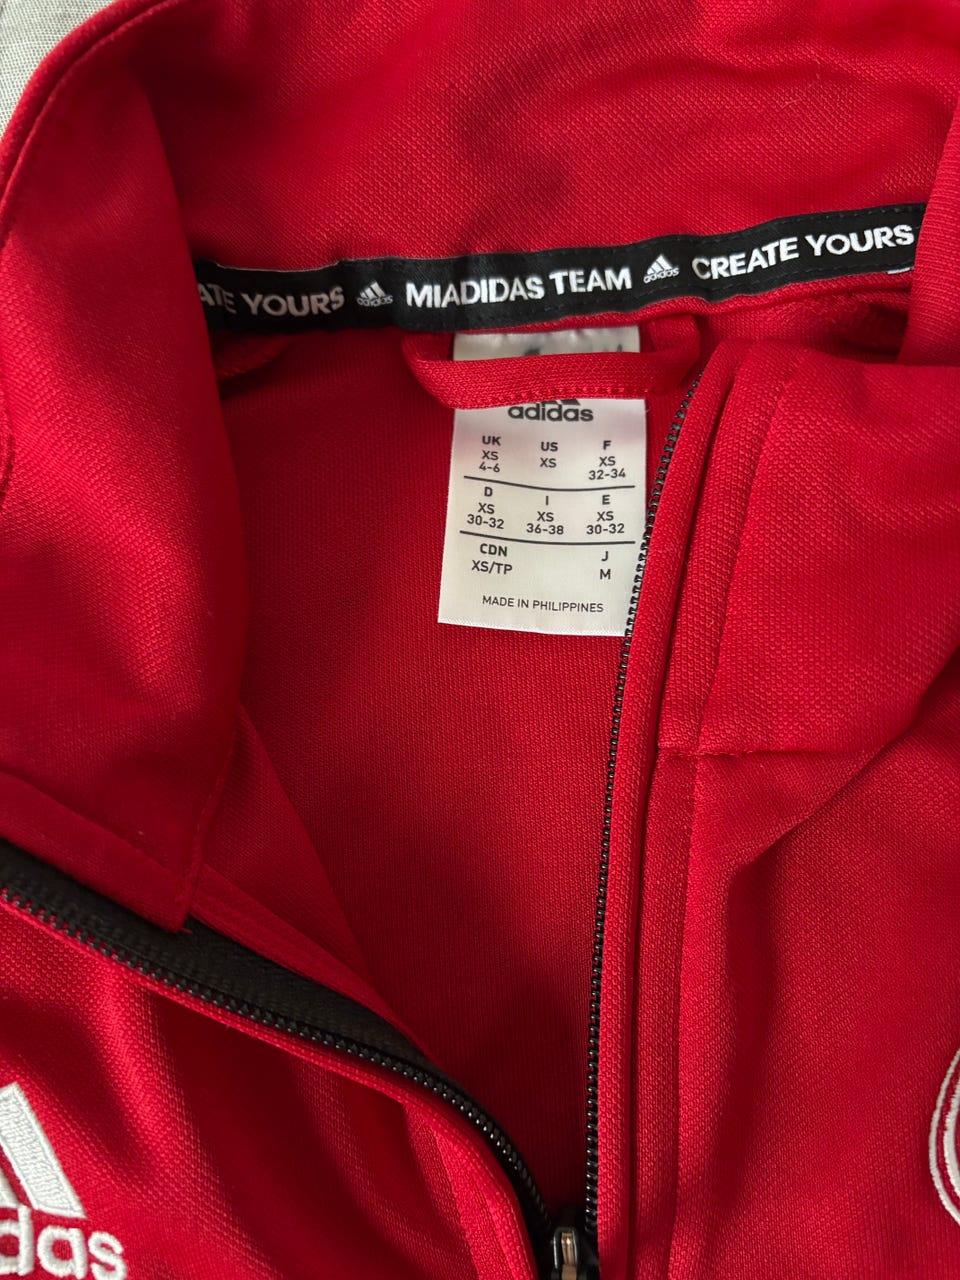 ATE YOURS adidas MIADIDAS TEAM adidas CREATE YOURS
adidas
UK US F
XS XS XS
4-6 32-34
D I E
XS XS XS
30-32 36-38 30-32
CDN J
XS/TP M
MADE IN PHILIPPINES
das